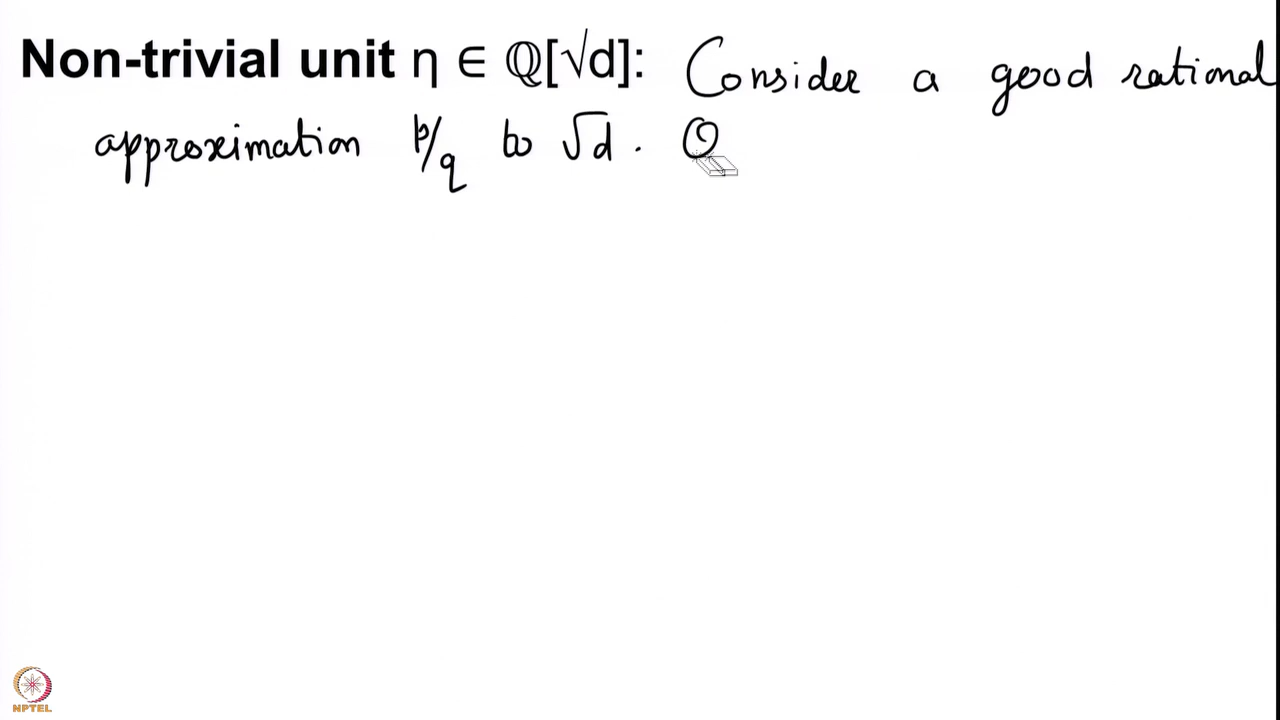 Non-trivial unit η ∈ ℚ[√d]: Consider a good rational
approximation p/q to √d. O
NPTEL